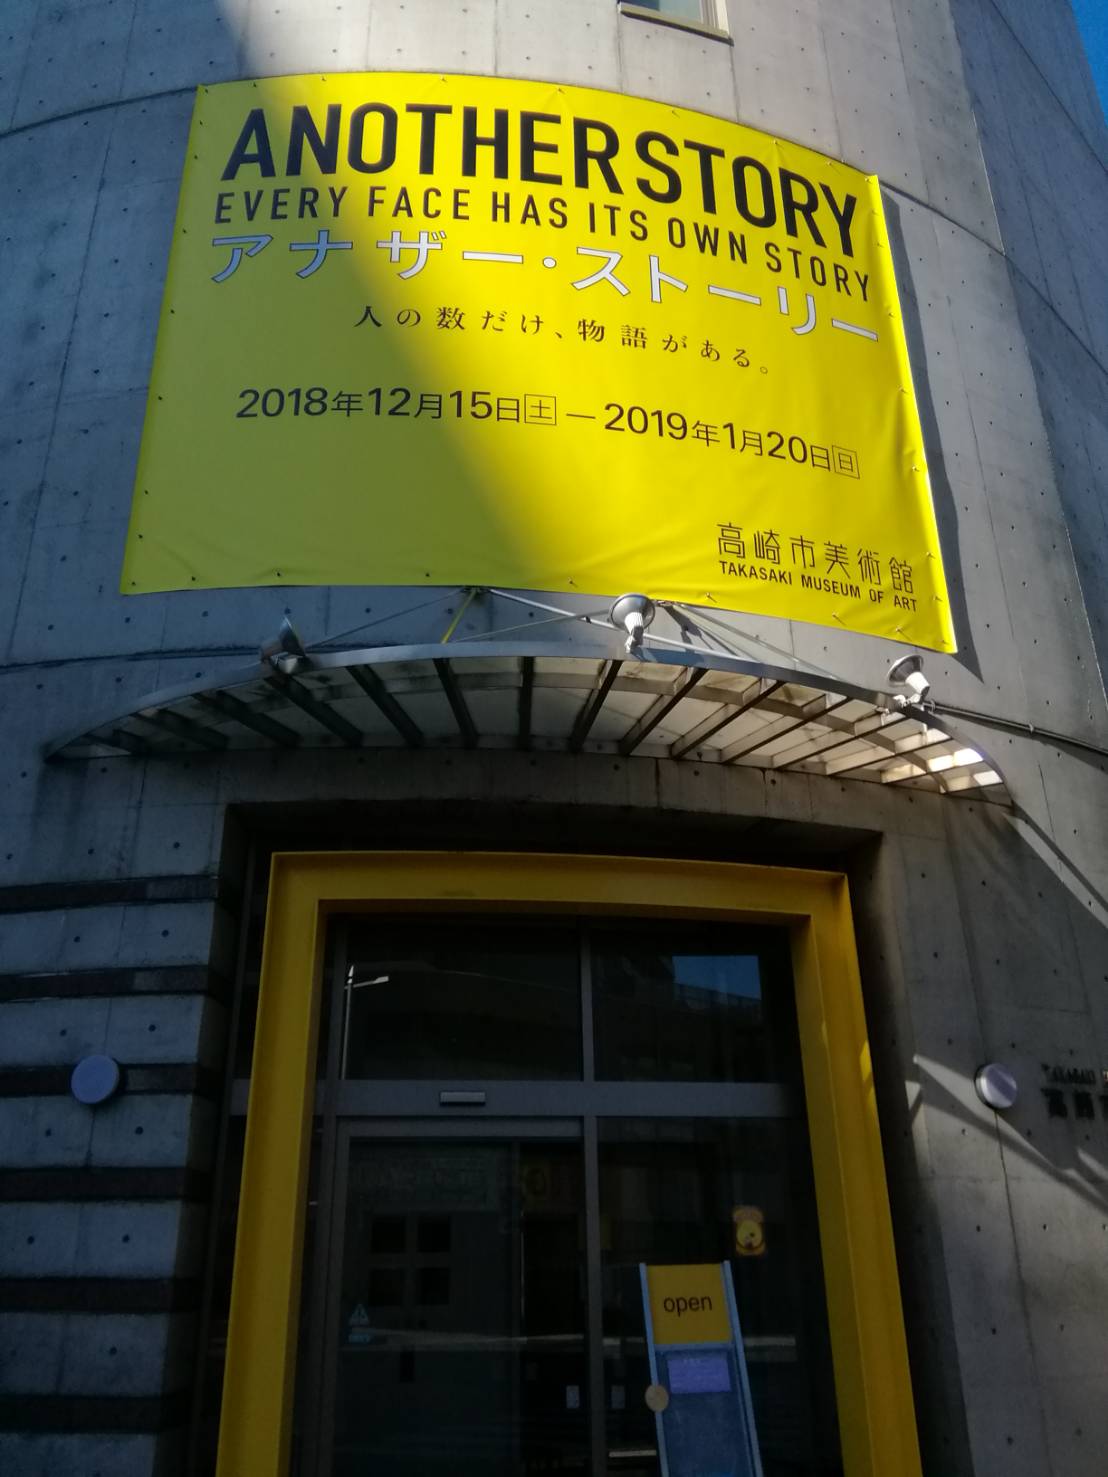 ANOTHER STORY
EVERY FACE HAS ITS OWN STORY
アナザー・ストーリー
人の数だけ、物語がある。
2018年12月15日土—2019年1月20日日
高崎市美術館
TAKASAKI MUSEUM OF ART
TAKASAKI
高崎
open